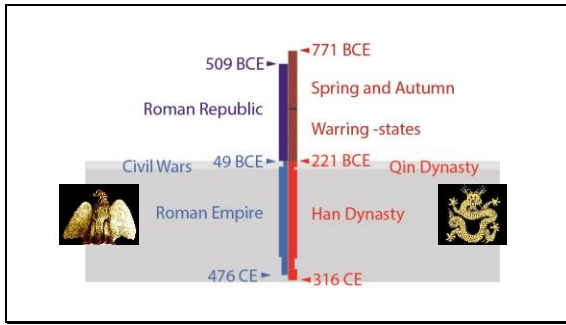 771 BCE
509 BCE
Spring and Autumn
Roman Republic
Warring -states
Civil Wars 49 BCE 221 BCE Qin Dynasty
Roman Empire Han Dynasty
476 CE
316 CE